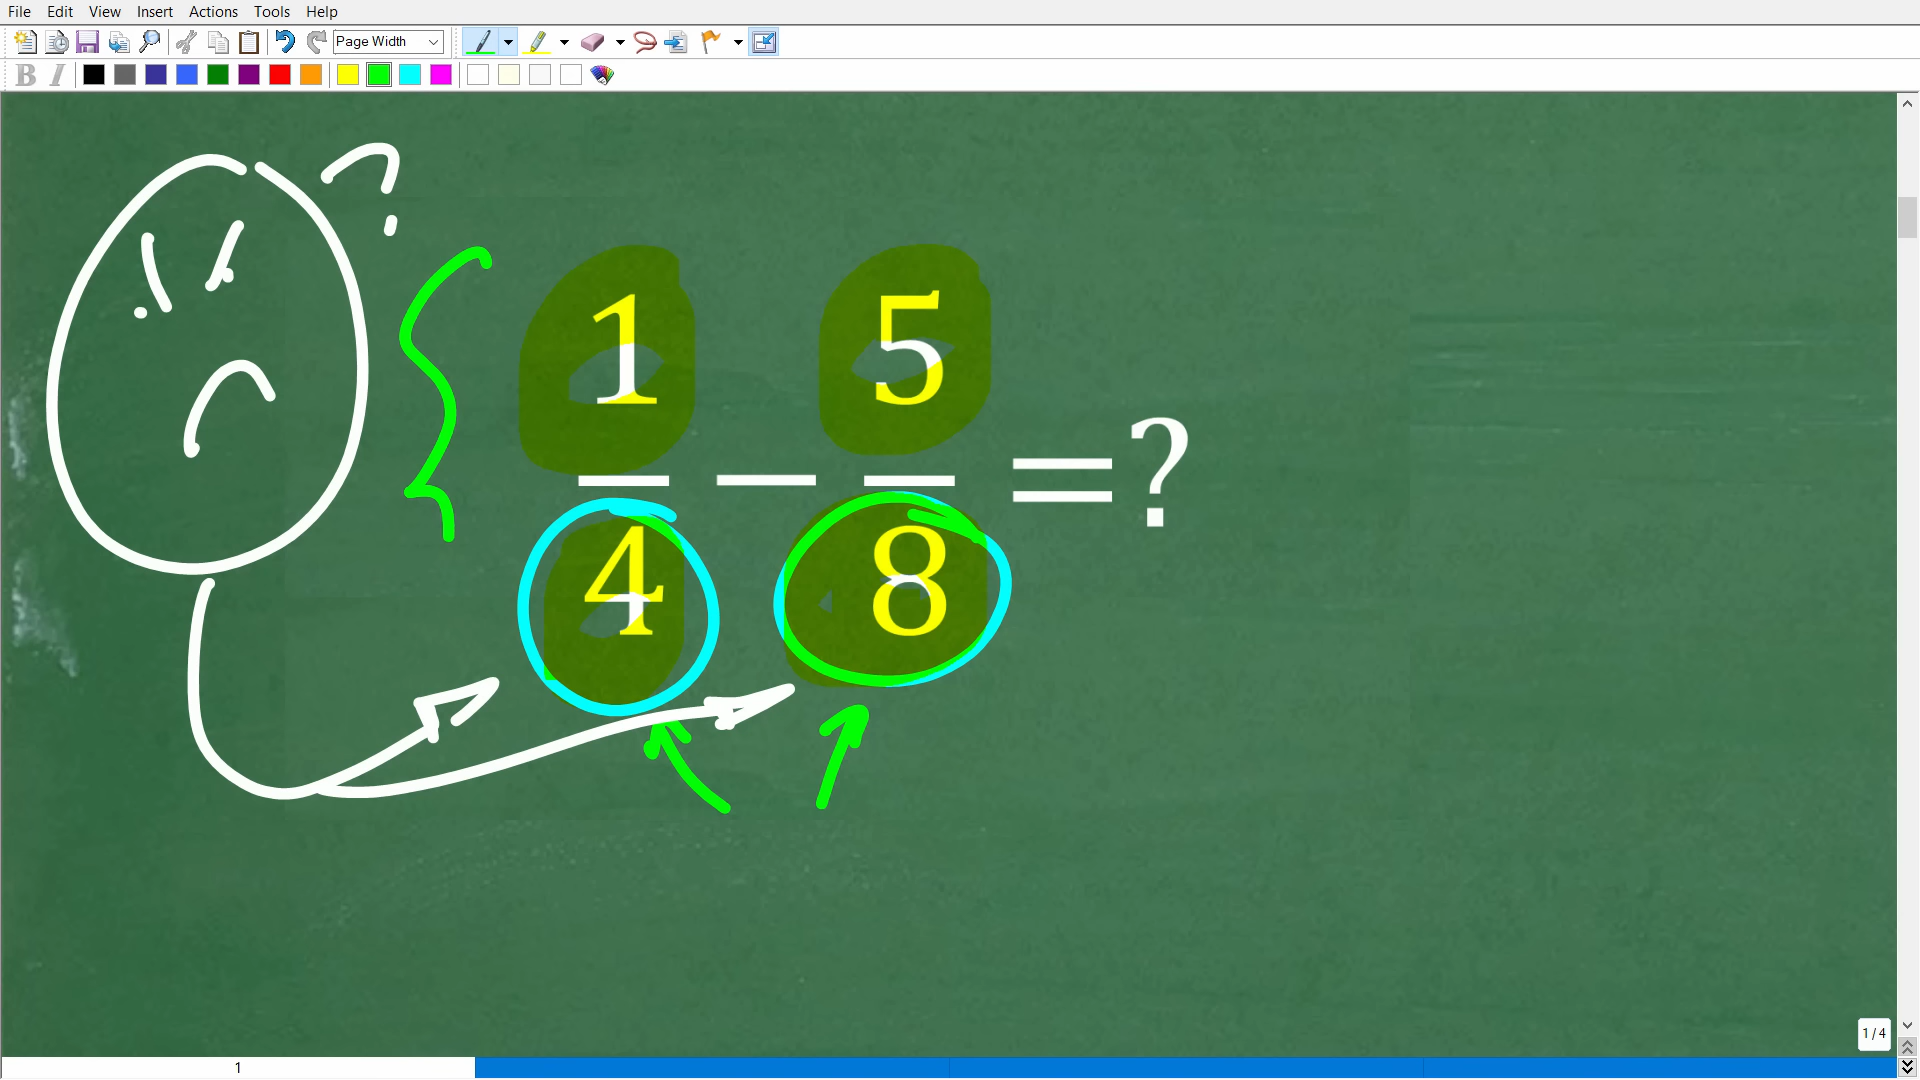 File Edit View Insert Actions Tools Help
Page Width
B I
?
1/4 − 5/8 =?
1 / 4
1